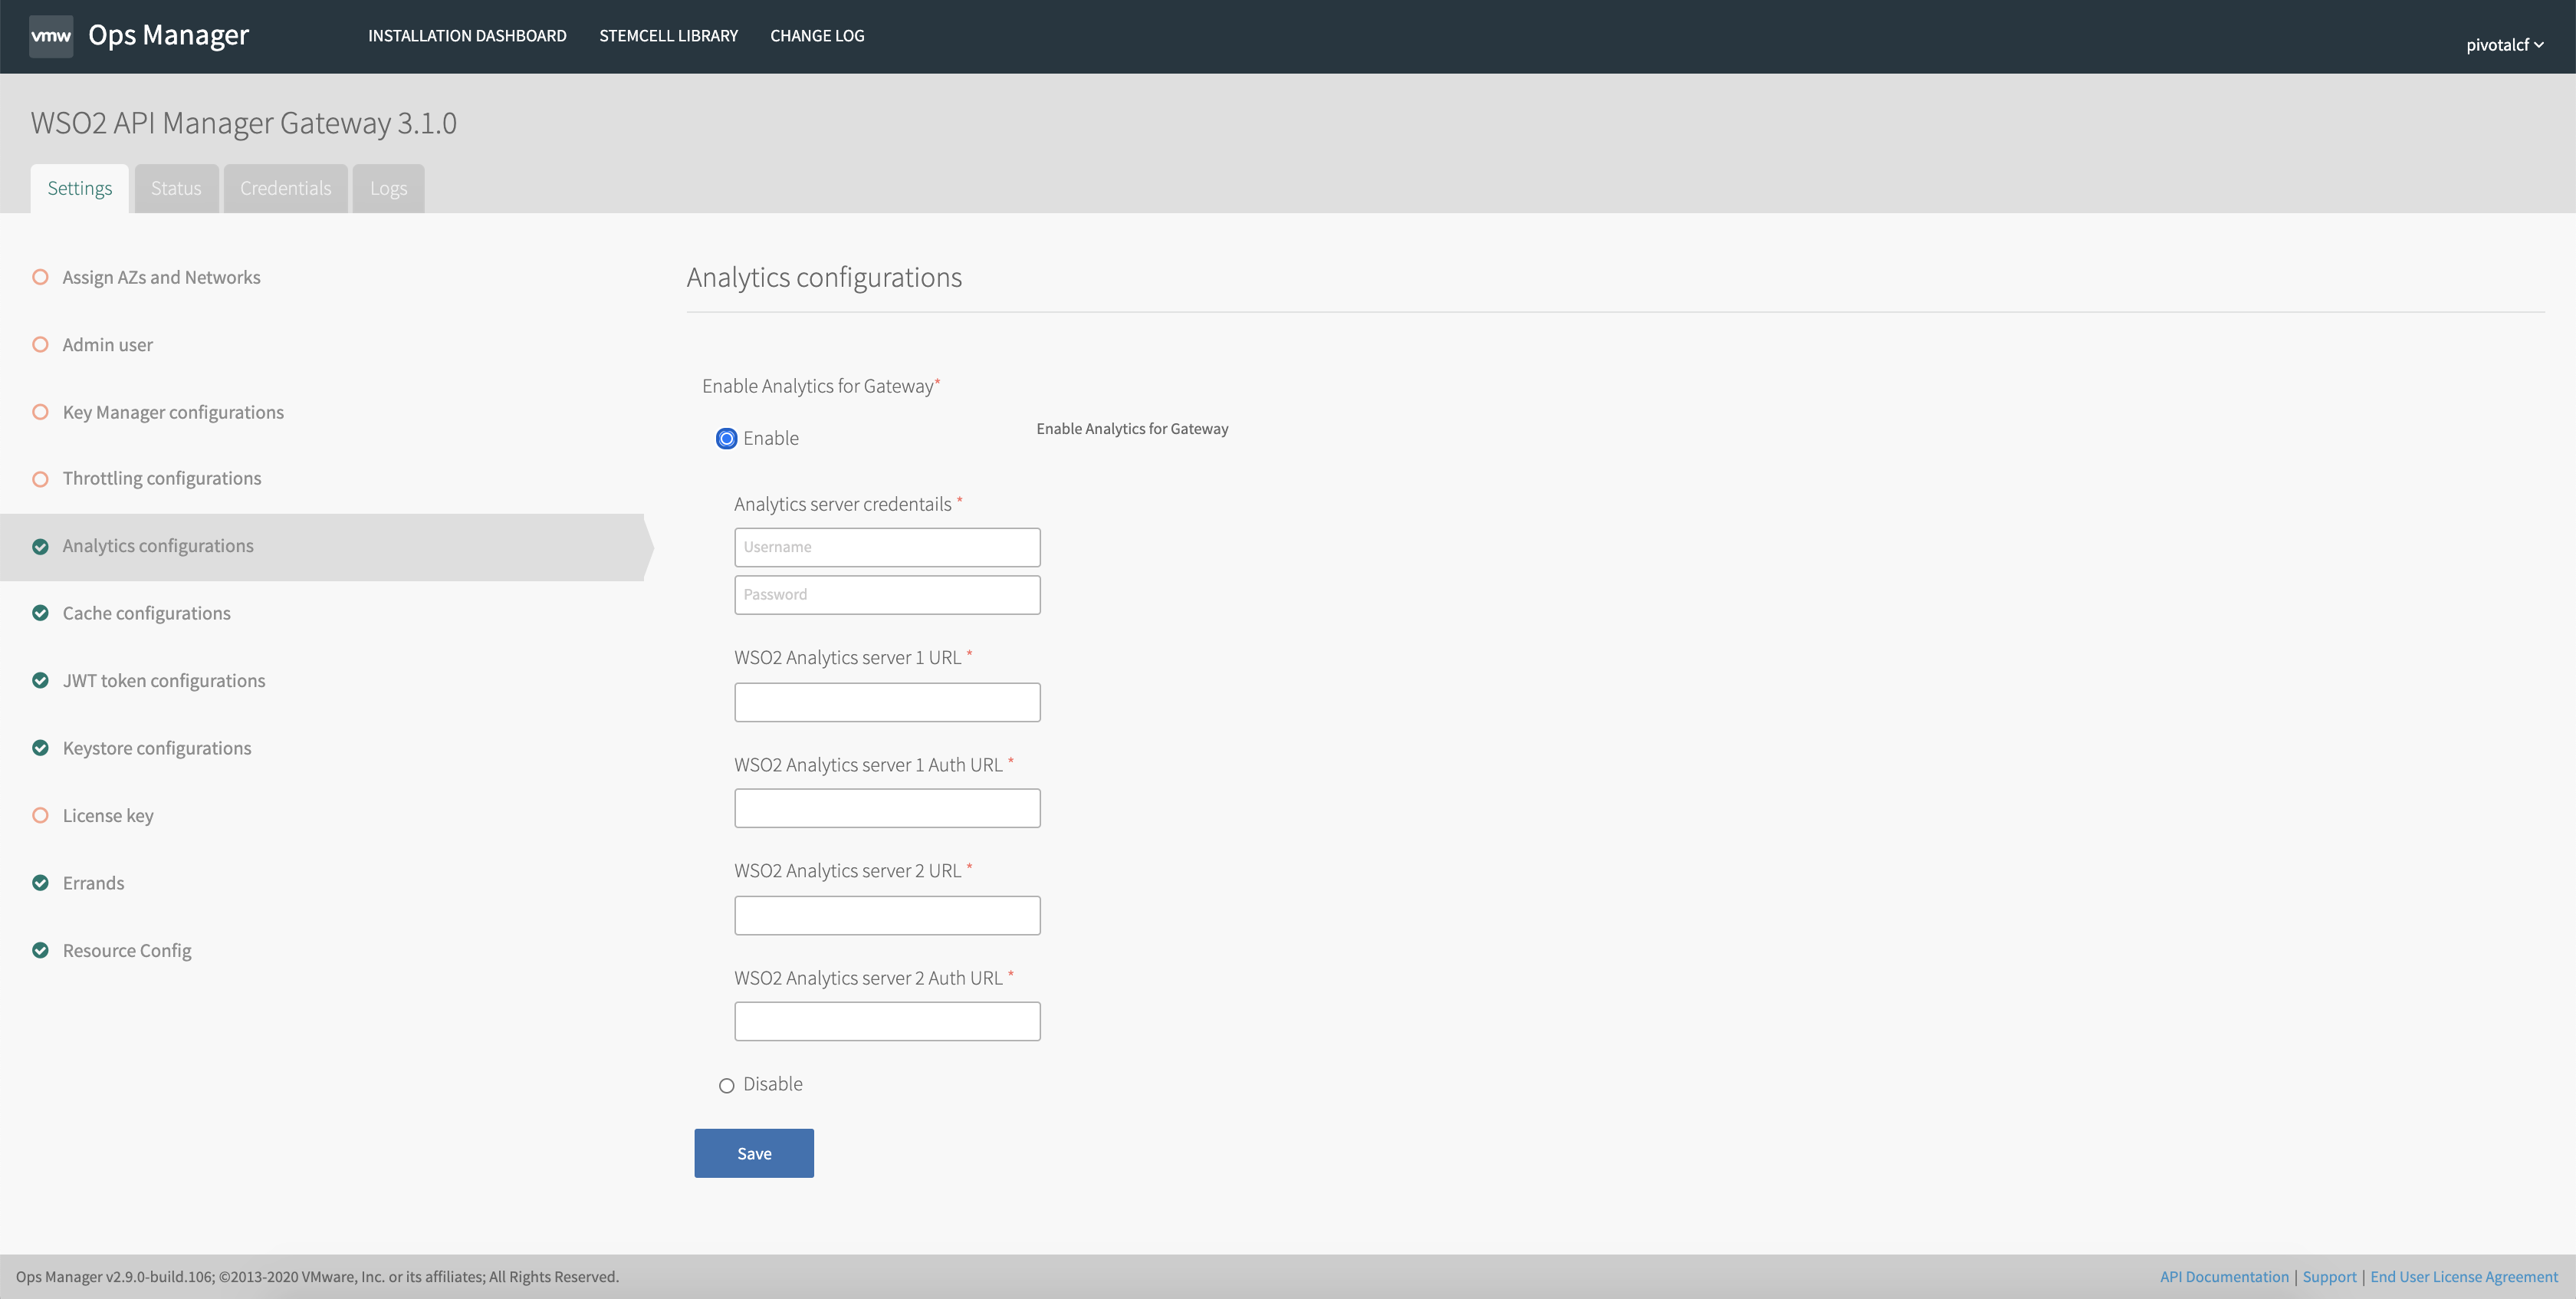 vmw Ops Manager INSTALLATION DASHBOARD STEMCELL LIBRARY CHANGE LOG pivotalcf
WSO2 API Manager Gateway 3.1.0
Settings Status Credentials Logs
Assign AZs and Networks
Admin user
Key Manager configurations
Throttling configurations
Analytics configurations
Cache configurations
JWT token configurations
Keystore configurations
License key
Errands
Resource Config
Analytics configurations
Enable Analytics for Gateway*
Enable Enable Analytics for Gateway
Analytics server credentails *
Username
Password
WSO2 Analytics server 1 URL *
WSO2 Analytics server 1 Auth URL *
WSO2 Analytics server 2 URL *
WSO2 Analytics server 2 Auth URL *
Disable
Save
Ops Manager v2.9.0-build.106; ©2013-2020 VMware, Inc. or its affiliates; All Rights Reserved. API Documentation | Support | End User License Agreement